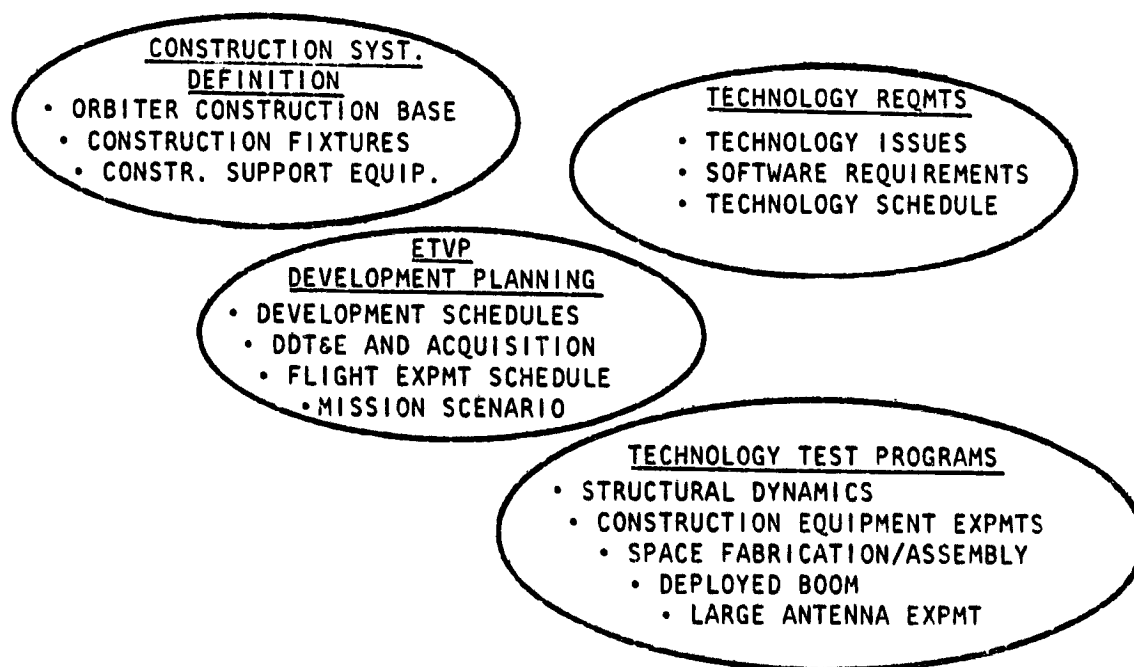 CONSTRUCTION SYST.
DEFINITION
• ORBITER CONSTRUCTION BASE
• CONSTRUCTION FIXTURES
• CONSTR. SUPPORT EQUIP.
TECHNOLOGY REQMTS
• TECHNOLOGY ISSUES
• SOFTWARE REQUIREMENTS
• TECHNOLOGY SCHEDULE
ETVP
DEVELOPMENT PLANNING
• DEVELOPMENT SCHEDULES
• DDT&E AND ACQUISITION
• FLIGHT EXPMT SCHEDULE
• MISSION SCENARIO
TECHNOLOGY TEST PROGRAMS
• STRUCTURAL DYNAMICS
• CONSTRUCTION EQUIPMENT EXPMTS
• SPACE FABRICATION/ASSEMBLY
• DEPLOYED BOOM
• LARGE ANTENNA EXPMT